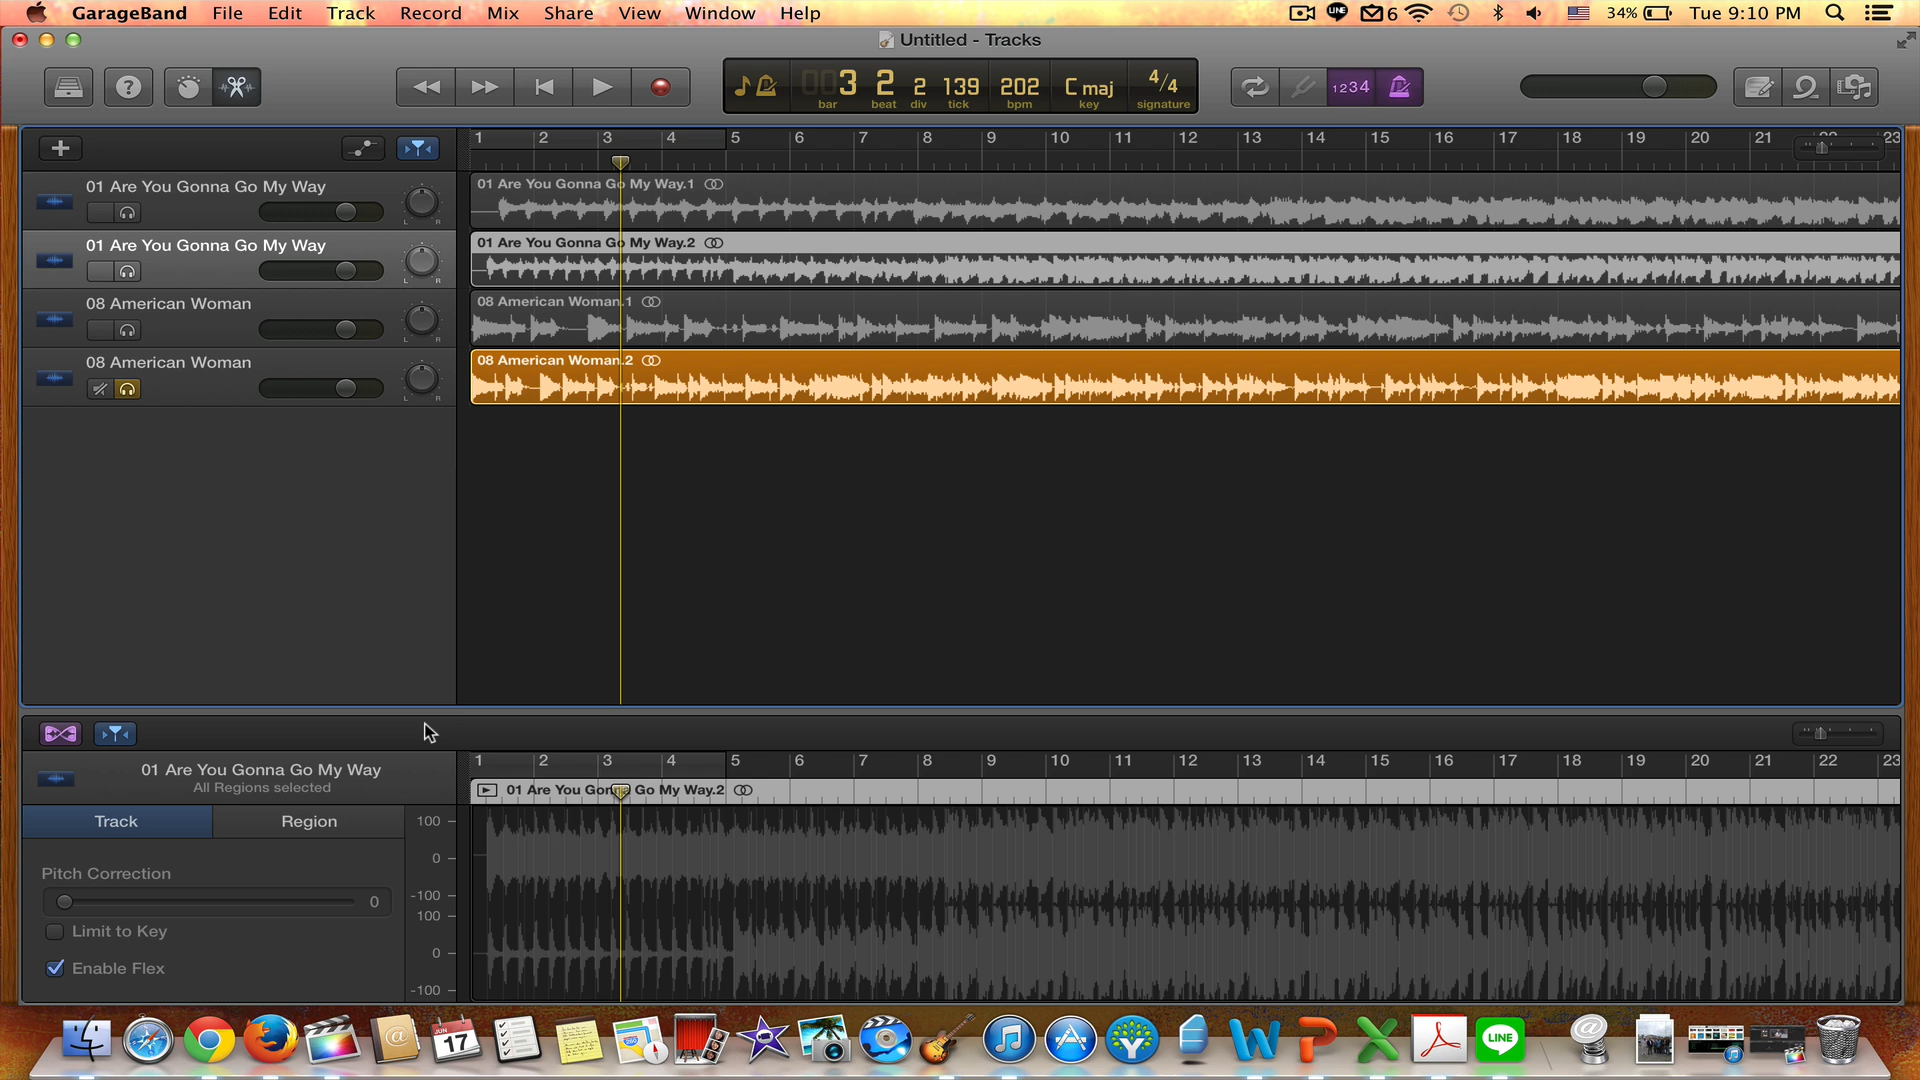 GarageBand File Edit Track Record Mix Share View Window Help 6 34% Tue 9:10 PM
Untitled - Tracks
003 2 2 139 202 C maj 4/4
bar beat div tick bpm key signature
1234
1 2 3 4 5 6 7 8 9 10 11 12 13 14 15 16 17 18 19 20 21 22 23
01 Are You Gonna Go My Way
L R
01 Are You Gonna Go My Way.1
01 Are You Gonna Go My Way
L R
01 Are You Gonna Go My Way.2
08 American Woman
L R
08 American Woman.1
08 American Woman
L R
08 American Woman.2
1 2 3 4 5 6 7 8 9 10 11 12 13 14 15 16 17 18 19 20 21 22 23
01 Are You Gonna Go My Way
All Regions selected
01 Are You Gonna Go My Way.2
Track Region
Pitch Correction
0
Limit to Key
Enable Flex
100
0
-100
100
0
-100
JUN
17
LINE